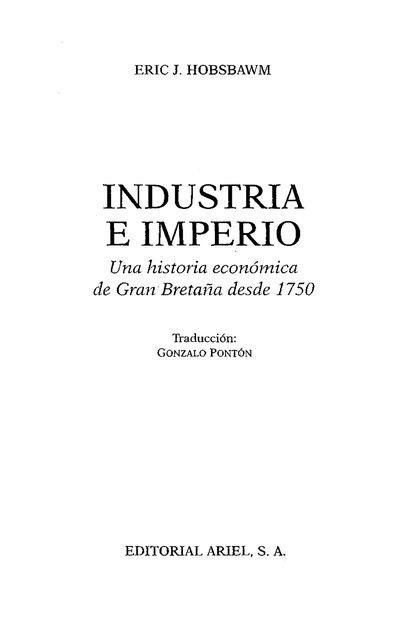 ERIC J. HOBSBAWM
INDUSTRIA
E IMPERIO
Una historia económica
de Gran Bretaña desde 1750
Traducción:
GONZALO PONTÓN
EDITORIAL ARIEL, S. A.